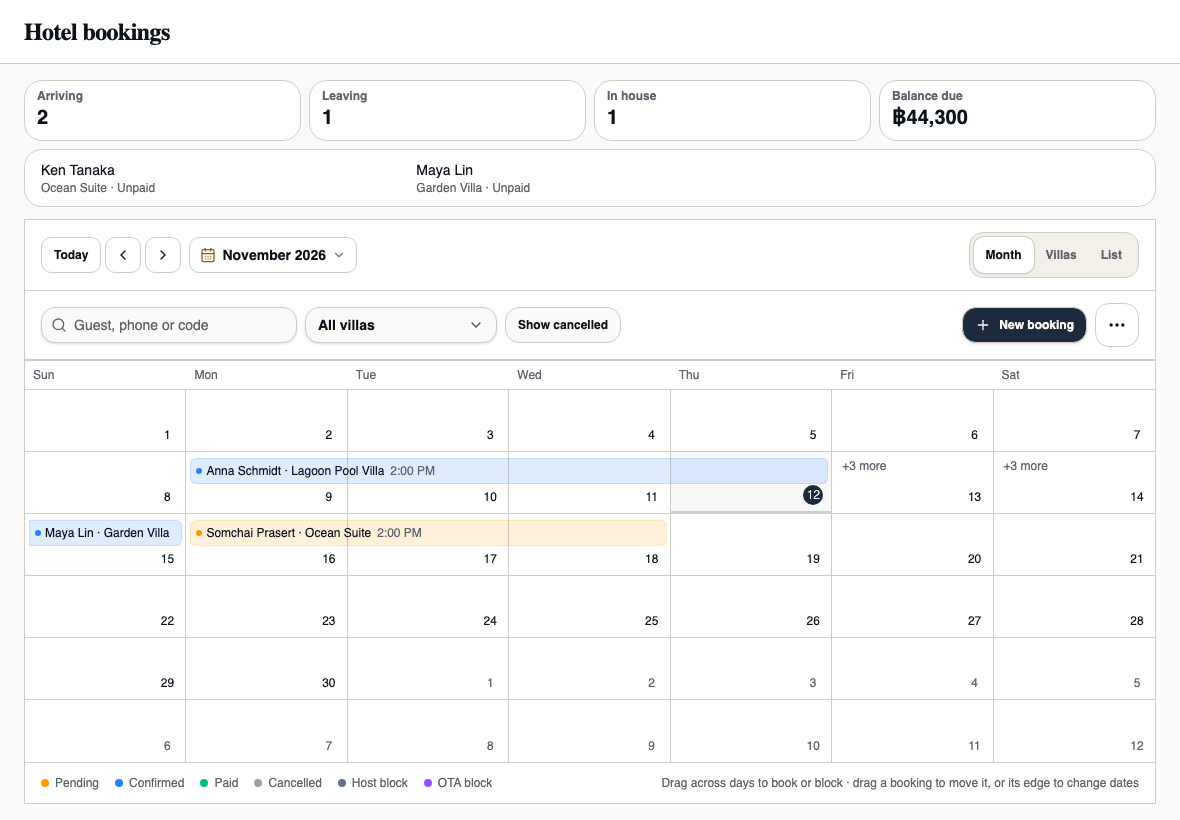 Hotel bookings
Arriving
2
Leaving
1
In house
1
Balance due
฿44,300
Ken Tanaka
Ocean Suite · Unpaid
Maya Lin
Garden Villa · Unpaid
Today
November 2026
Month
Villas
List
Guest, phone or code
All villas
Show cancelled
+ New booking
Sun Mon Tue Wed Thu Fri Sat
1 2 3 4 5 6 7
Anna Schmidt · Lagoon Pool Villa 2:00 PM
+3 more
+3 more
8 9 10 11 12 13 14
Maya Lin · Garden Villa
Somchai Prasert · Ocean Suite 2:00 PM
15 16 17 18 19 20 21
22 23 24 25 26 27 28
29 30 1 2 3 4 5
6 7 8 9 10 11 12
Pending
Confirmed
Paid
Cancelled
Host block
OTA block
Drag across days to book or block · drag a booking to move it, or its edge to change dates